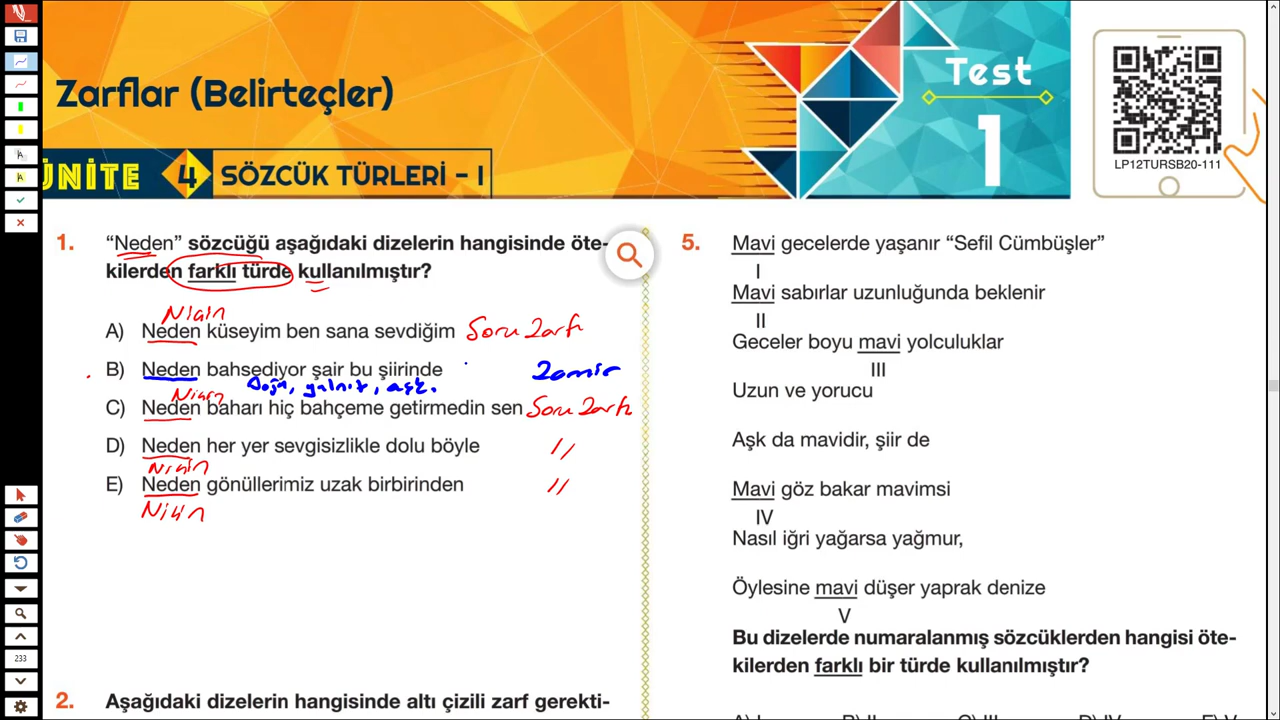 Zarflar (Belirteçler)
Test
1
ÜNİTE 4 SÖZCÜK TÜRLERİ – I
LP12TURSB20-111
1. “Neden” sözcüğü aşağıdaki dizelerin hangisinde öte-
kilerden farklı türde kullanılmıştır?
Niçin
A) Neden küseyim ben sana sevdiğim Soru Zarfı
B) Neden bahsediyor şair bu şiirinde Zamir
Doğa, yalnız, aşk.
Niçin
C) Neden baharı hiç bahçeme getirmedin sen Soru Zarfı
D) Neden her yer sevgisizlikle dolu böyle //
Niçin
E) Neden gönüllerimiz uzak birbirinden //
Niçin
2. Aşağıdaki dizelerin hangisinde altı çizili zarf gerekti-
5. Mavi gecelerde yaşanır “Sefil Cümbüşler”
I
Mavi sabırlar uzunluğunda beklenir
II
Geceler boyu mavi yolculuklar
III
Uzun ve yorucu
Aşk da mavidir, şiir de
Mavi göz bakar mavimsi
IV
Nasıl iğri yağarsa yağmur,
Öylesine mavi düşer yaprak denize
V
Bu dizelerde numaralanmış sözcüklerden hangisi öte-
kilerden farklı bir türde kullanılmıştır?
A) I B) II C) III D) IV E) V
233